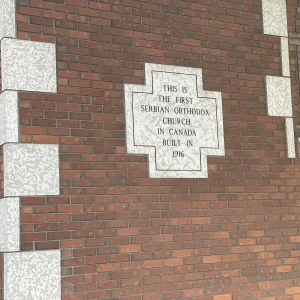 THIS IS
THE FIRST
SERBIAN ORTHODOX
CHURCH
IN CANADA
BUILT IN
1916